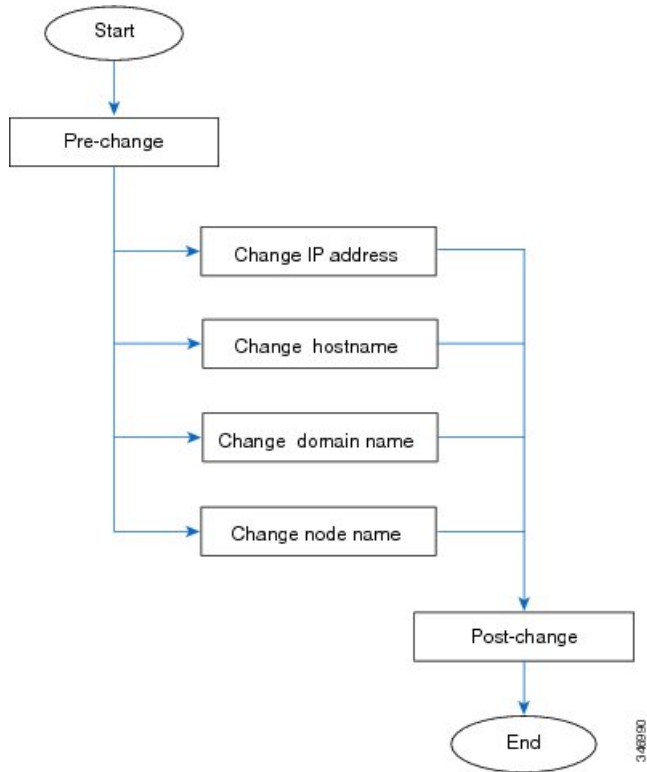 Start
Pre-change
Change IP address
Change hostname
Change domain name
Change node name
Post-change
End
346990